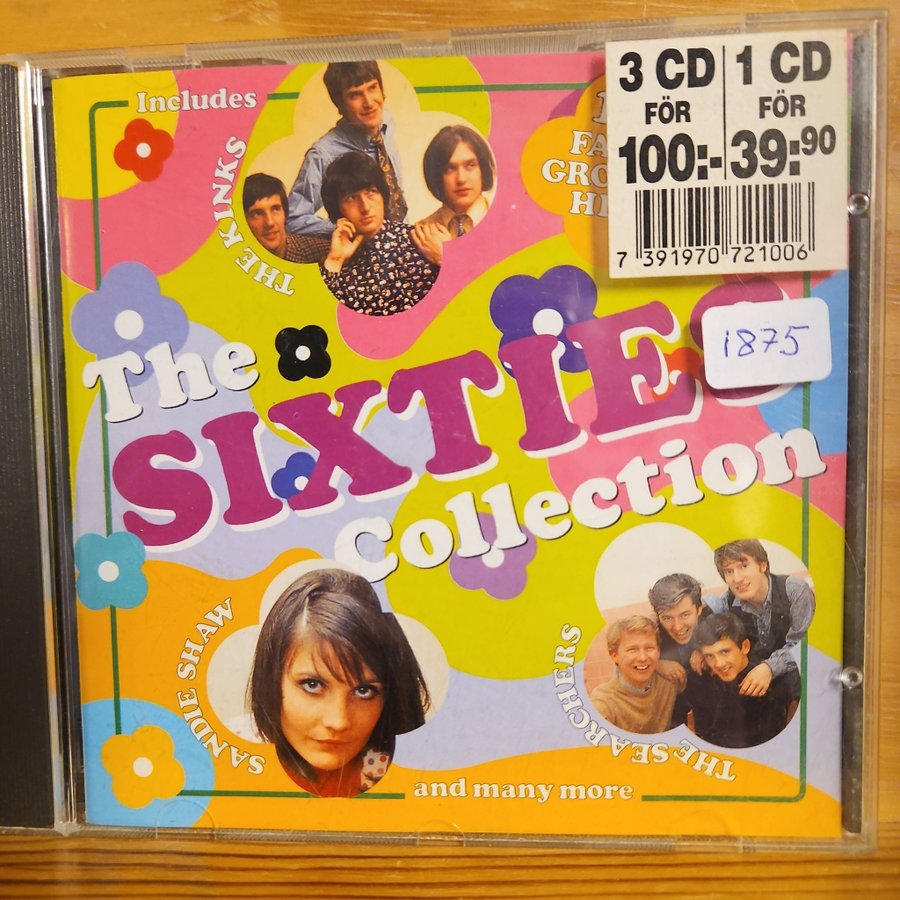 Includes
THE KINKS
3 CD
FÖR
100:-
1 CD
FÖR
39:90
7 391970 721006
1875
The
SIXTIES
Collection
SANDIE SHAW
THE SEARCHERS
and many more